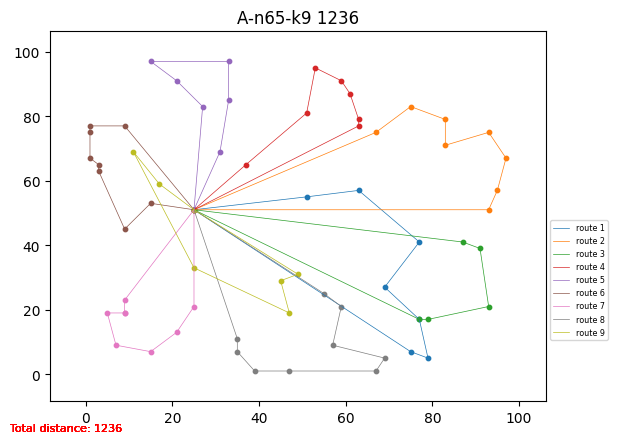 A-n65-k9 1236
100
80
60
40
20
0
0 20 40 60 80 100
route 1
route 2
route 3
route 4
route 5
route 6
route 7
route 8
route 9
Total distance: 1236